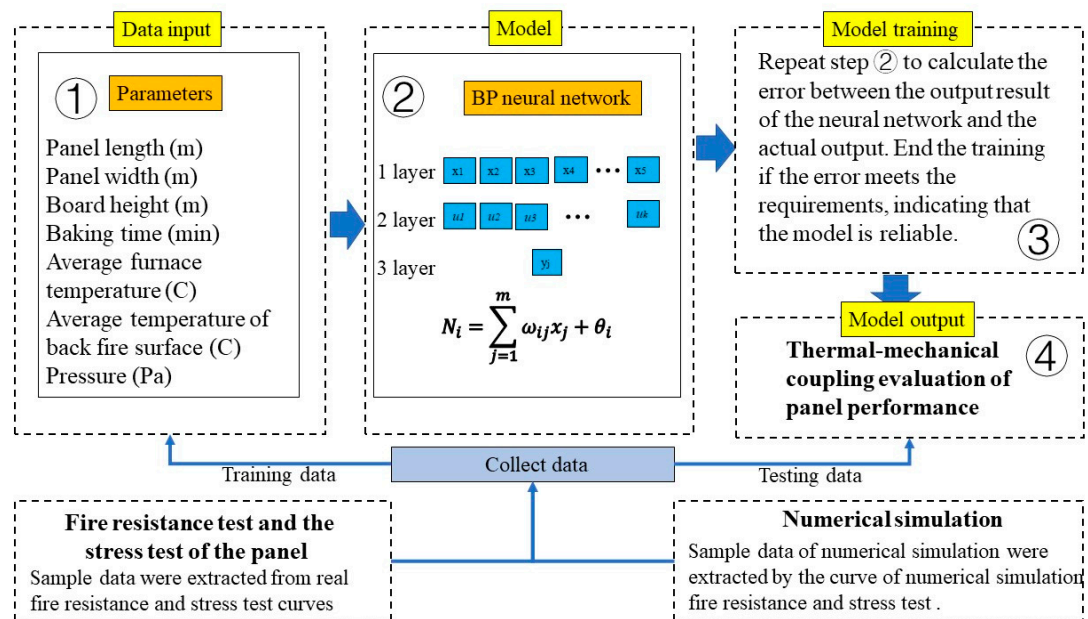 Data input
①
Parameters
Panel length (m)
Panel width (m)
Board height (m)
Baking time (min)
Average furnace
temperature (C)
Average temperature of
back fire surface (C)
Pressure (Pa)
Model
②
BP neural network
1 layer x1 x2 x3 x4 ••• x5
2 layer u1 u2 u3 ••• uk
3 layer yj
N_i = \sum_{j=1}^{m} ω_{ij}x_j + θ_i
Model training
Repeat step ② to calculate the
error between the output result
of the neural network and the
actual output. End the training
if the error meets the
requirements, indicating that
the model is reliable.
③
Model output
Thermal-mechanical
coupling evaluation of
panel performance
④
Training data
Collect data
Testing data
Fire resistance test and the
stress test of the panel
Sample data were extracted from real
fire resistance and stress test curves
Numerical simulation
Sample data of numerical simulation were
extracted by the curve of numerical simulation
fire resistance and stress test .